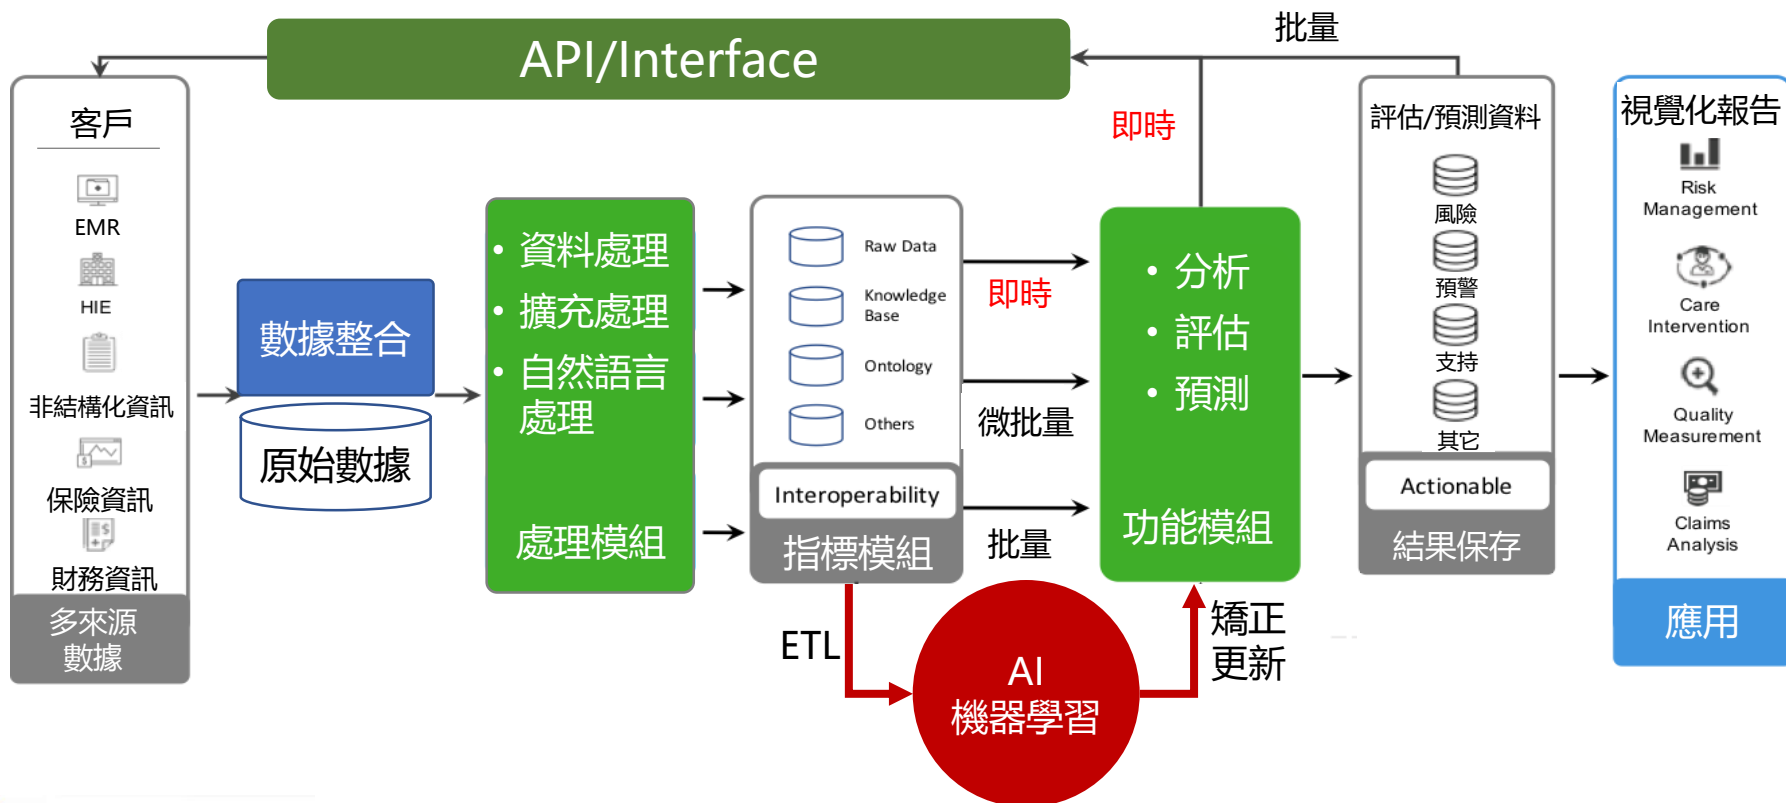 API/Interface
批量
即時
客戶
EMR
HIE
非結構化資訊
保險資訊
財務資訊
多來源
數據
數據整合
原始數據
• 資料處理
• 擴充處理
• 自然語言
處理
處理模組
Raw Data
Knowledge
Base
Ontology
Others
Interoperability
指標模組
即時
微批量
批量
• 分析
• 評估
• 預測
功能模組
ETL
AI
機器學習
矯正
更新
評估/預測資料
風險
預警
支持
其它
Actionable
結果保存
視覺化報告
Risk
Management
Care
Intervention
Quality
Measurement
Claims
Analysis
應用